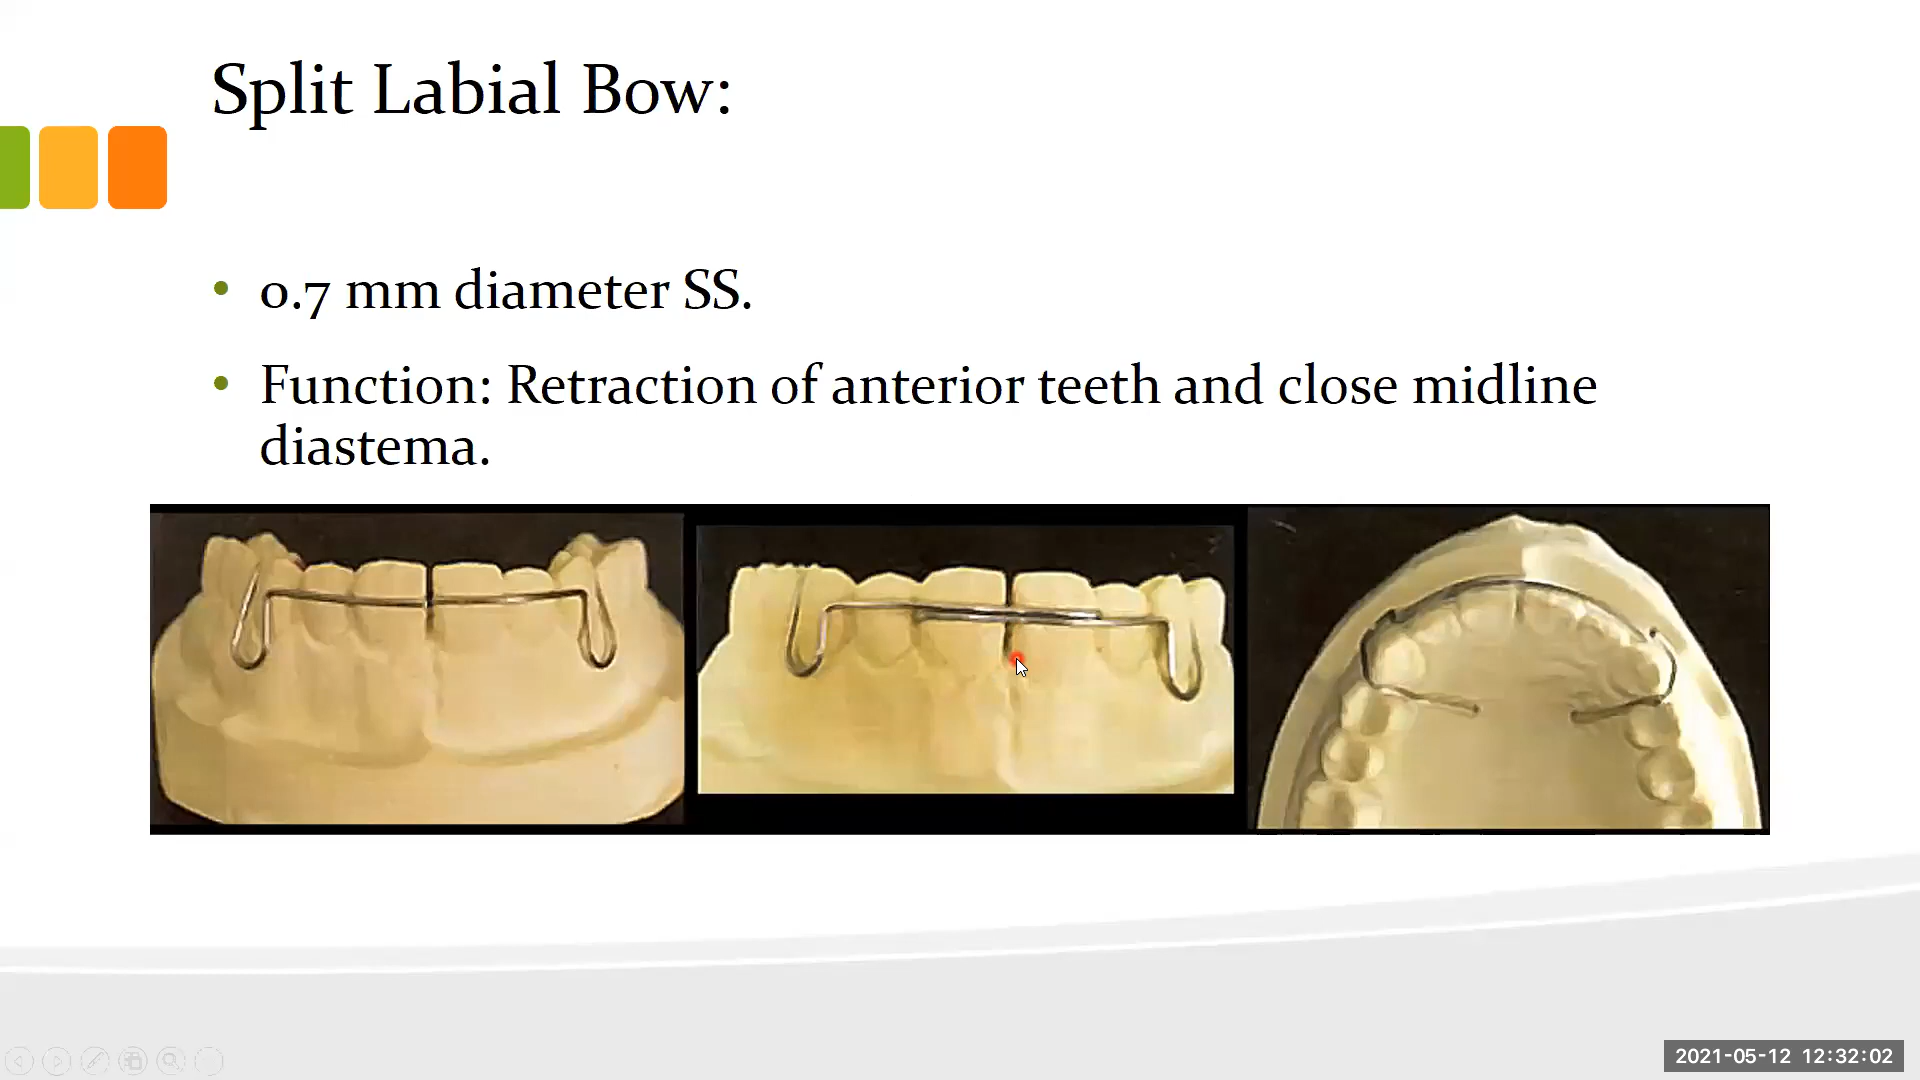 Split Labial Bow:
• 0.7 mm diameter SS.
• Function: Retraction of anterior teeth and close midline
diastema.
2021-05-12 12:32:02